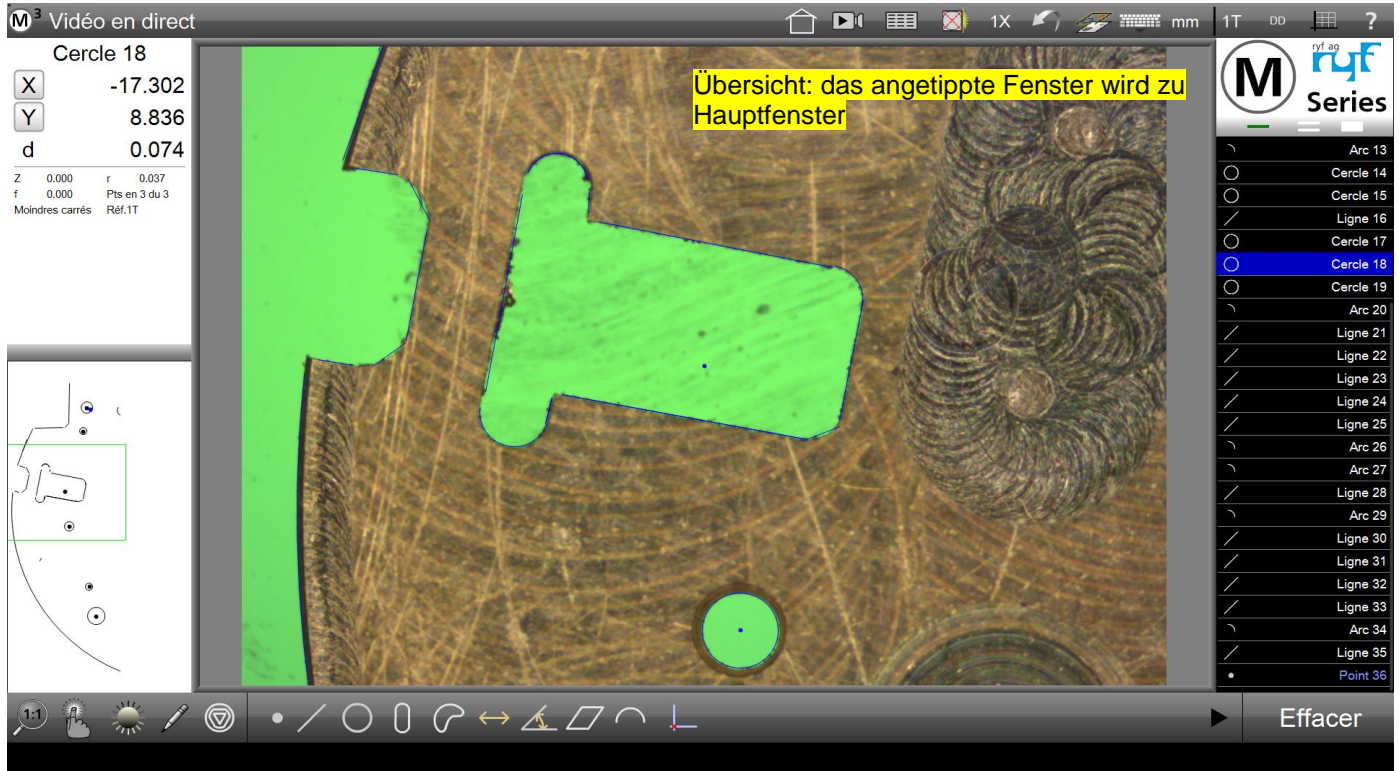 M³ Vidéo en direct
1X
mm
1T
DD
?
Cercle 18
X -17.302
Y 8.836
d 0.074
Z 0.000 r 0.037
f 0.000 Pts en 3 du 3
Moindres carrés Réf.1T
Übersicht: das angetippte Fenster wird zu
Hauptfenster
M
ryf ag
ryf
Series
Arc 13
Cercle 14
Cercle 15
Ligne 16
Cercle 17
Cercle 18
Cercle 19
Arc 20
Ligne 21
Ligne 22
Ligne 23
Ligne 24
Ligne 25
Arc 26
Arc 27
Ligne 28
Arc 29
Ligne 30
Ligne 31
Ligne 32
Ligne 33
Arc 34
Ligne 35
Point 36
1:1
Effacer